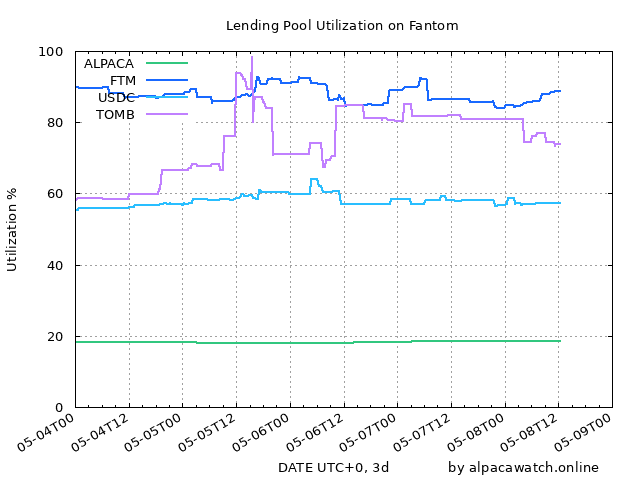 Lending Pool Utilization on Fantom
100
80
60
40
20
0
Utilization %
ALPACA
FTM
USDC
TOMB
05-04T00
05-04T12
05-05T00
05-05T12
05-06T00
05-06T12
05-07T00
05-07T12
05-08T00
05-08T12
05-09T00
DATE UTC+0, 3d
by alpacawatch.online